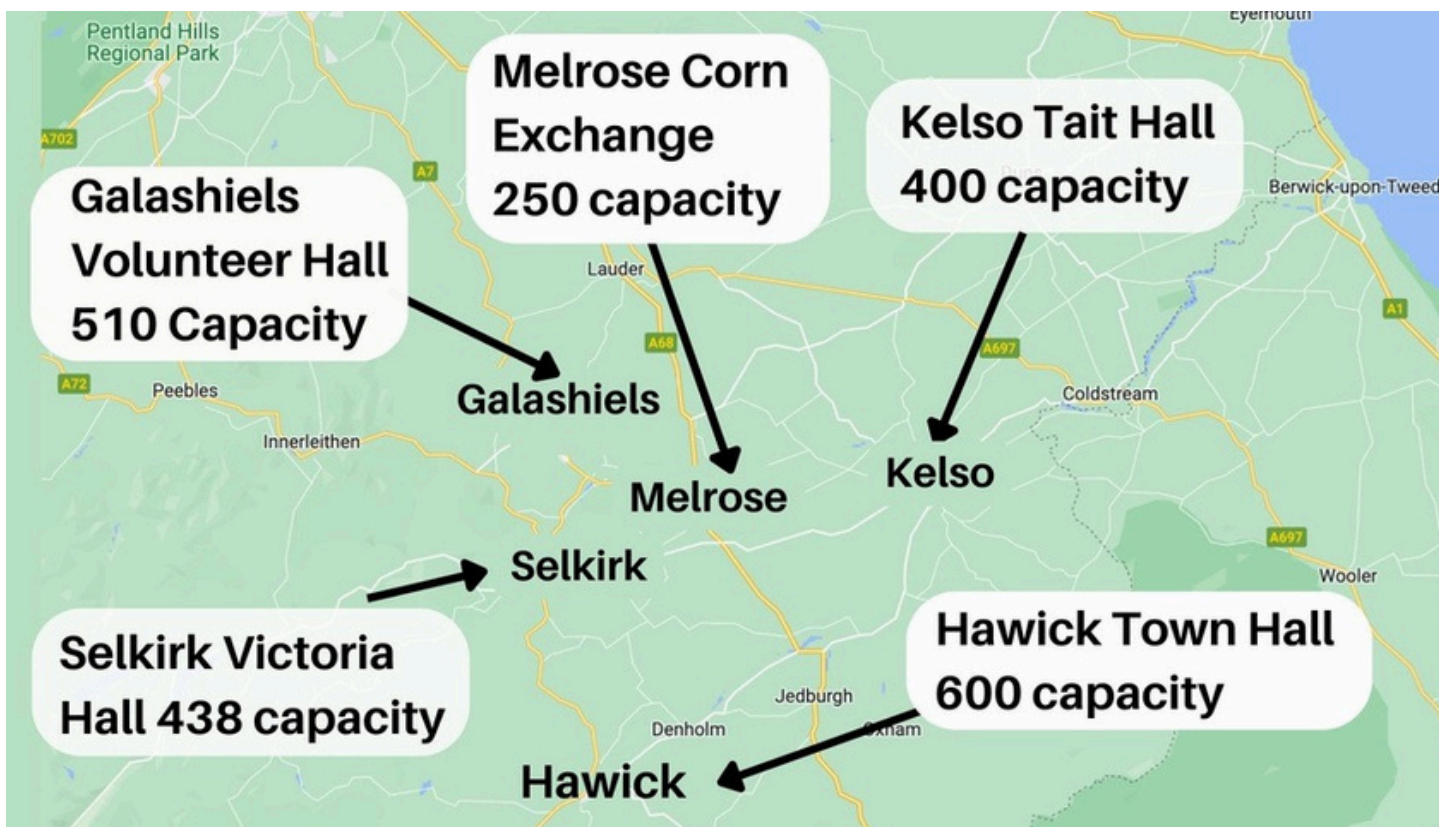 Eyemouth
Pentland Hills
Regional Park
Melrose Corn
Exchange
250 capacity
Kelso Tait Hall
400 capacity
A702
A7
Berwick-upon-Tweed
Galashiels
Volunteer Hall
510 Capacity
Lauder
A1
A68
A697
A72
Peebles
Galashiels
Coldstream
Innerleithen
Kelso
Melrose
A697
Selkirk
Wooler
Selkirk Victoria
Hall 438 capacity
Hawick Town Hall
600 capacity
Jedburgh
Denholm
Oxnam
Hawick